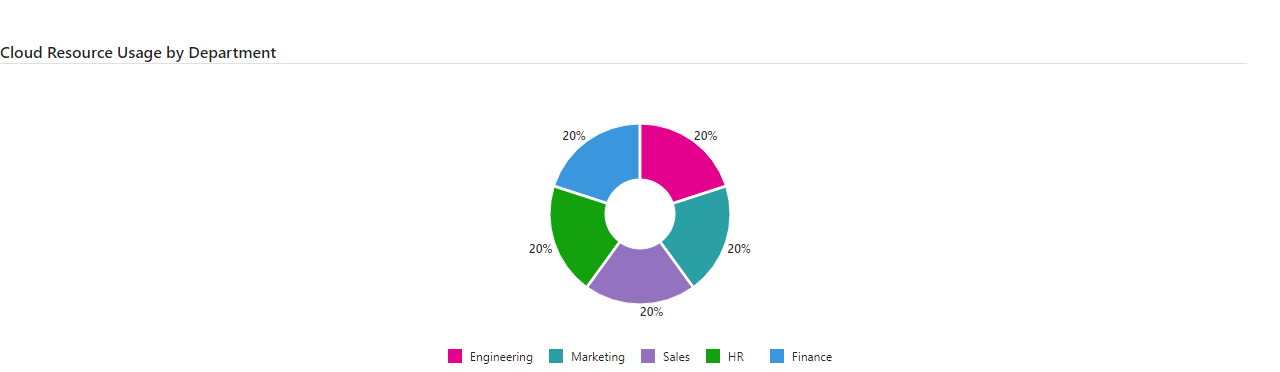 Cloud Resource Usage by Department
20% 20%
20% 20%
20%
Engineering Marketing Sales HR Finance